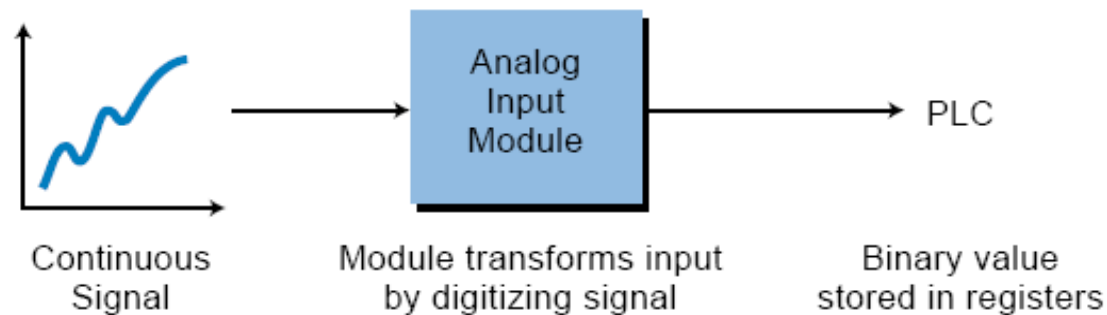 Analog
Input
Module
PLC
Continuous
Signal
Module transforms input
by digitizing signal
Binary value
stored in registers